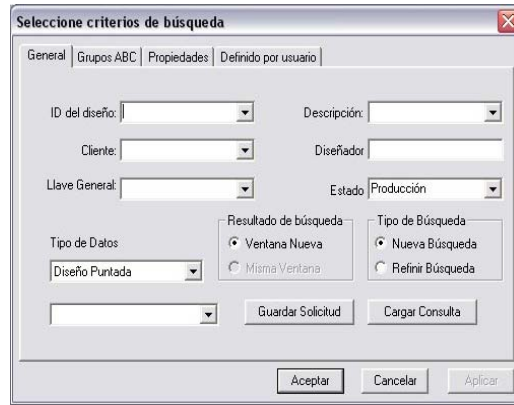 Seleccione criterios de búsqueda
General Grupos ABC Propiedades Definido por usuario
ID del diseño: Descripción:
Cliente: Diseñador
Llave General: Estado Producción
Resultado de búsqueda Tipo de Búsqueda
Tipo de Datos Ventana Nueva Nueva Búsqueda
Diseño Puntada Misma Ventana Refinir Búsqueda
Guardar Solicitud Cargar Consulta
Aceptar Cancelar Aplicar